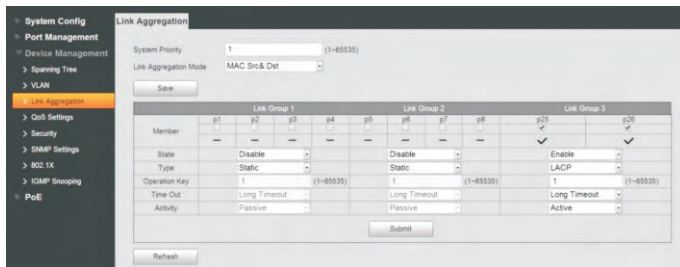 System Config
Port Management
Device Management
Spanning Tree
VLAN
Link Aggregation
QoS Settings
Security
SNMP Settings
802.1X
IGMP Snooping
PoE
Link Aggregation
System Priority 1 (1~65535)
Link Aggregation Mode MAC Src& Dst
Save
Link Group 1 Link Group 2 Link Group 3
Member p1 p2 p3 p4 p5 p6 p7 p8 p25 p26
State Disable Disable Enable
Type Static Static LACP
Operation Key 1 (1~65535) 1 (1~65535) 1 (1~65535)
Time Out Long Timeout Long Timeout Long Timeout
Activity Passive Passive Active
Submit
Refresh